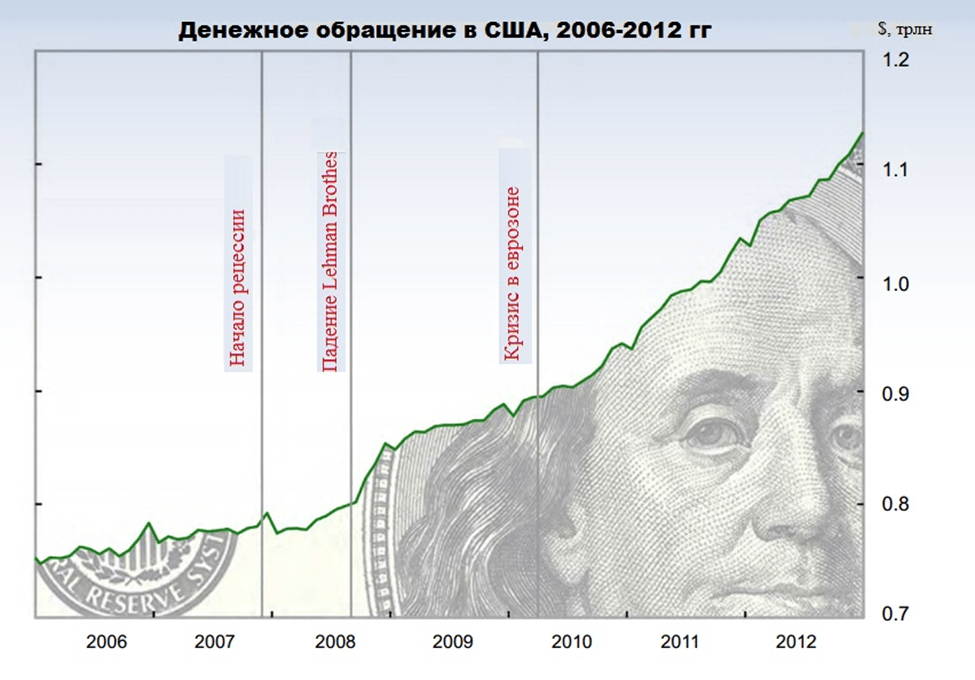 Денежное обращение в США, 2006-2012 гг
$, трлн
1.2
1.1
1.0
0.9
0.8
0.7
Начало рецессии
Падение Lehman Brothes
Кризис в еврозоне
RAL RESERVE SYST
2006
2007
2008
2009
2010
2011
2012